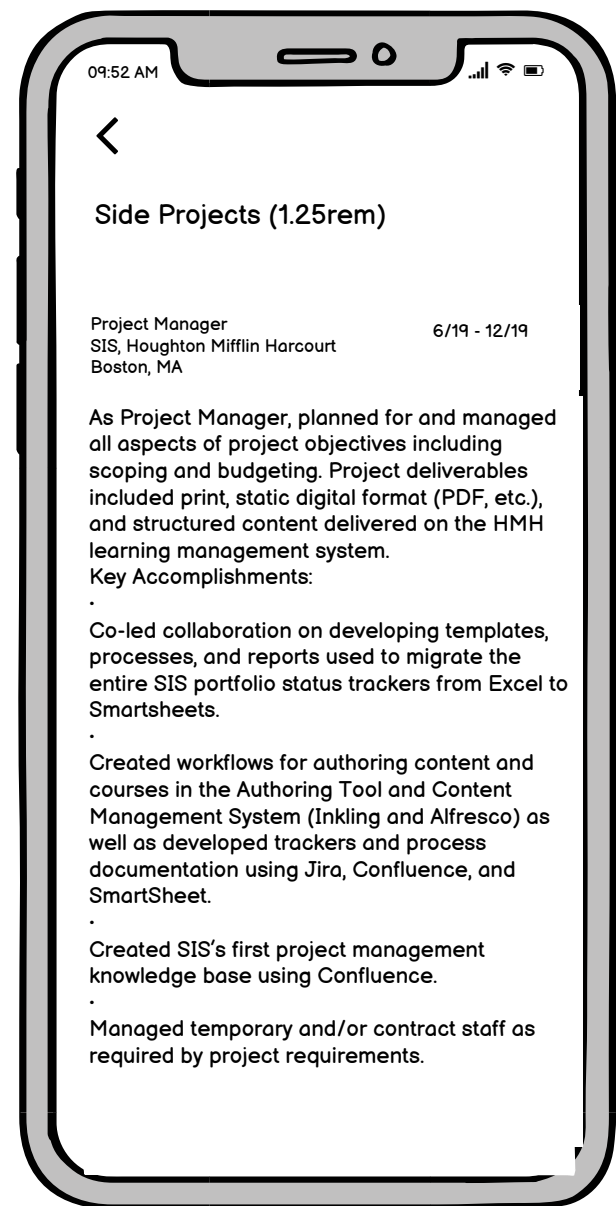 09:52 AM
Side Projects (1.25rem)
Project Manager
6/19 - 12/19
SIS, Houghton Mifflin Harcourt
Boston, MA
As Project Manager, planned for and managed
all aspects of project objectives including
scoping and budgeting. Project deliverables
included print, static digital format (PDF, etc.),
and structured content delivered on the HMH
learning management system.
Key Accomplishments:
·
Co-led collaboration on developing templates,
processes, and reports used to migrate the
entire SIS portfolio status trackers from Excel to
Smartsheets.
·
Created workflows for authoring content and
courses in the Authoring Tool and Content
Management System (Inkling and Alfresco) as
well as developed trackers and process
documentation using Jira, Confluence, and
SmartSheet.
·
Created SIS’s first project management
knowledge base using Confluence.
·
Managed temporary and/or contract staff as
required by project requirements.